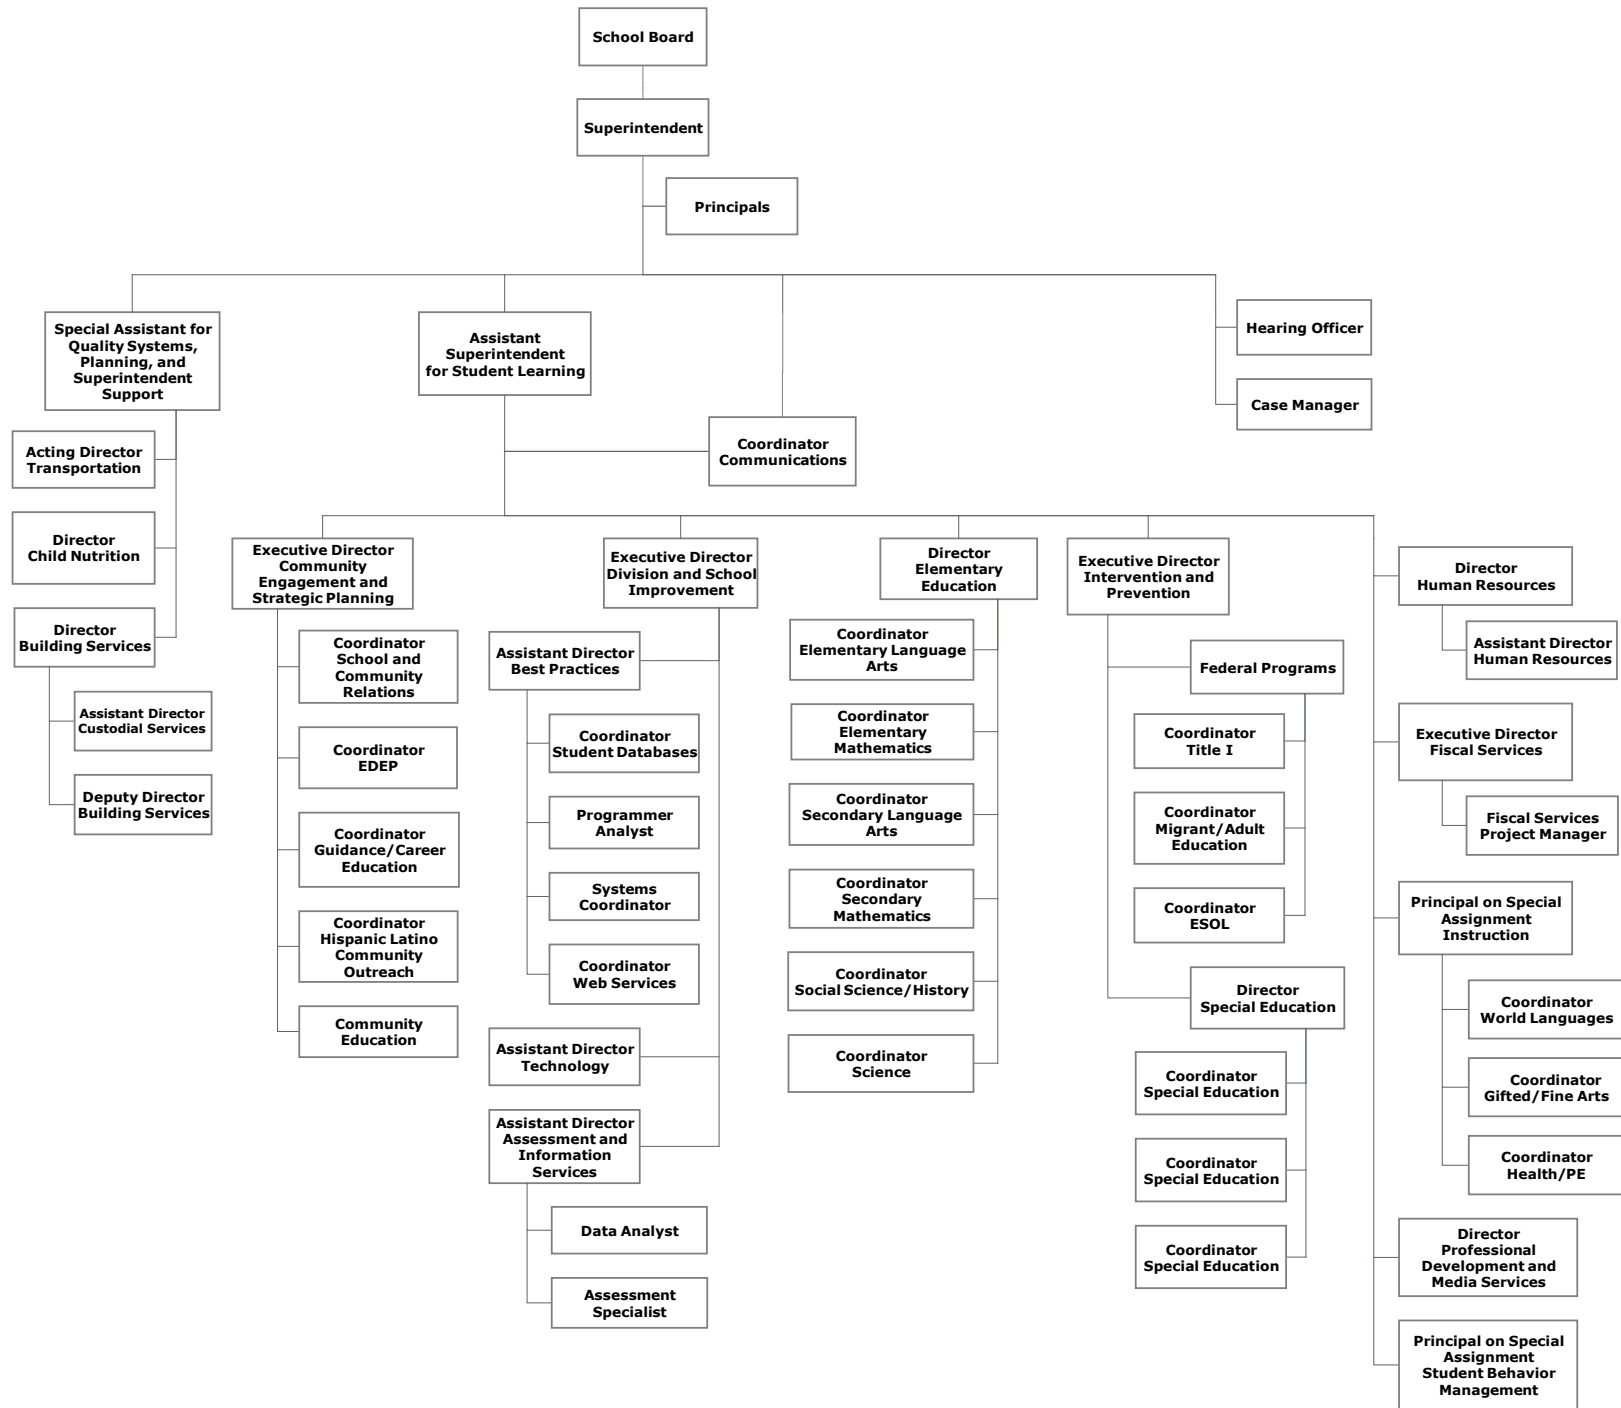 School Board
Superintendent
Principals
Special Assistant for
Quality Systems,
Planning, and
Superintendent
Support
Assistant
Superintendent
for Student Learning
Hearing Officer
Case Manager
Coordinator
Communications
Acting Director
Transportation
Director
Child Nutrition
Director
Building Services
Assistant Director
Custodial Services
Deputy Director
Building Services
Executive Director
Community
Engagement and
Strategic Planning
Coordinator
School and
Community
Relations
Coordinator
EDEP
Coordinator
Guidance/Career
Education
Coordinator
Hispanic Latino
Community
Outreach
Community
Education
Executive Director
Division and School
Improvement
Assistant Director
Best Practices
Coordinator
Student Databases
Programmer
Analyst
Systems
Coordinator
Coordinator
Web Services
Assistant Director
Technology
Assistant Director
Assessment and
Information
Services
Data Analyst
Assessment
Specialist
Director
Elementary
Education
Coordinator
Elementary Language
Arts
Coordinator
Elementary
Mathematics
Coordinator
Secondary Language
Arts
Coordinator
Secondary
Mathematics
Coordinator
Social Science/History
Coordinator
Science
Executive Director
Intervention and
Prevention
Federal Programs
Coordinator
Title I
Coordinator
Migrant/Adult
Education
Coordinator
ESOL
Director
Special Education
Coordinator
Special Education
Coordinator
Special Education
Coordinator
Special Education
Director
Human Resources
Assistant Director
Human Resources
Executive Director
Fiscal Services
Fiscal Services
Project Manager
Principal on Special
Assignment
Instruction
Coordinator
World Languages
Coordinator
Gifted/Fine Arts
Coordinator
Health/PE
Director
Professional
Development and
Media Services
Principal on Special
Assignment
Student Behavior
Management